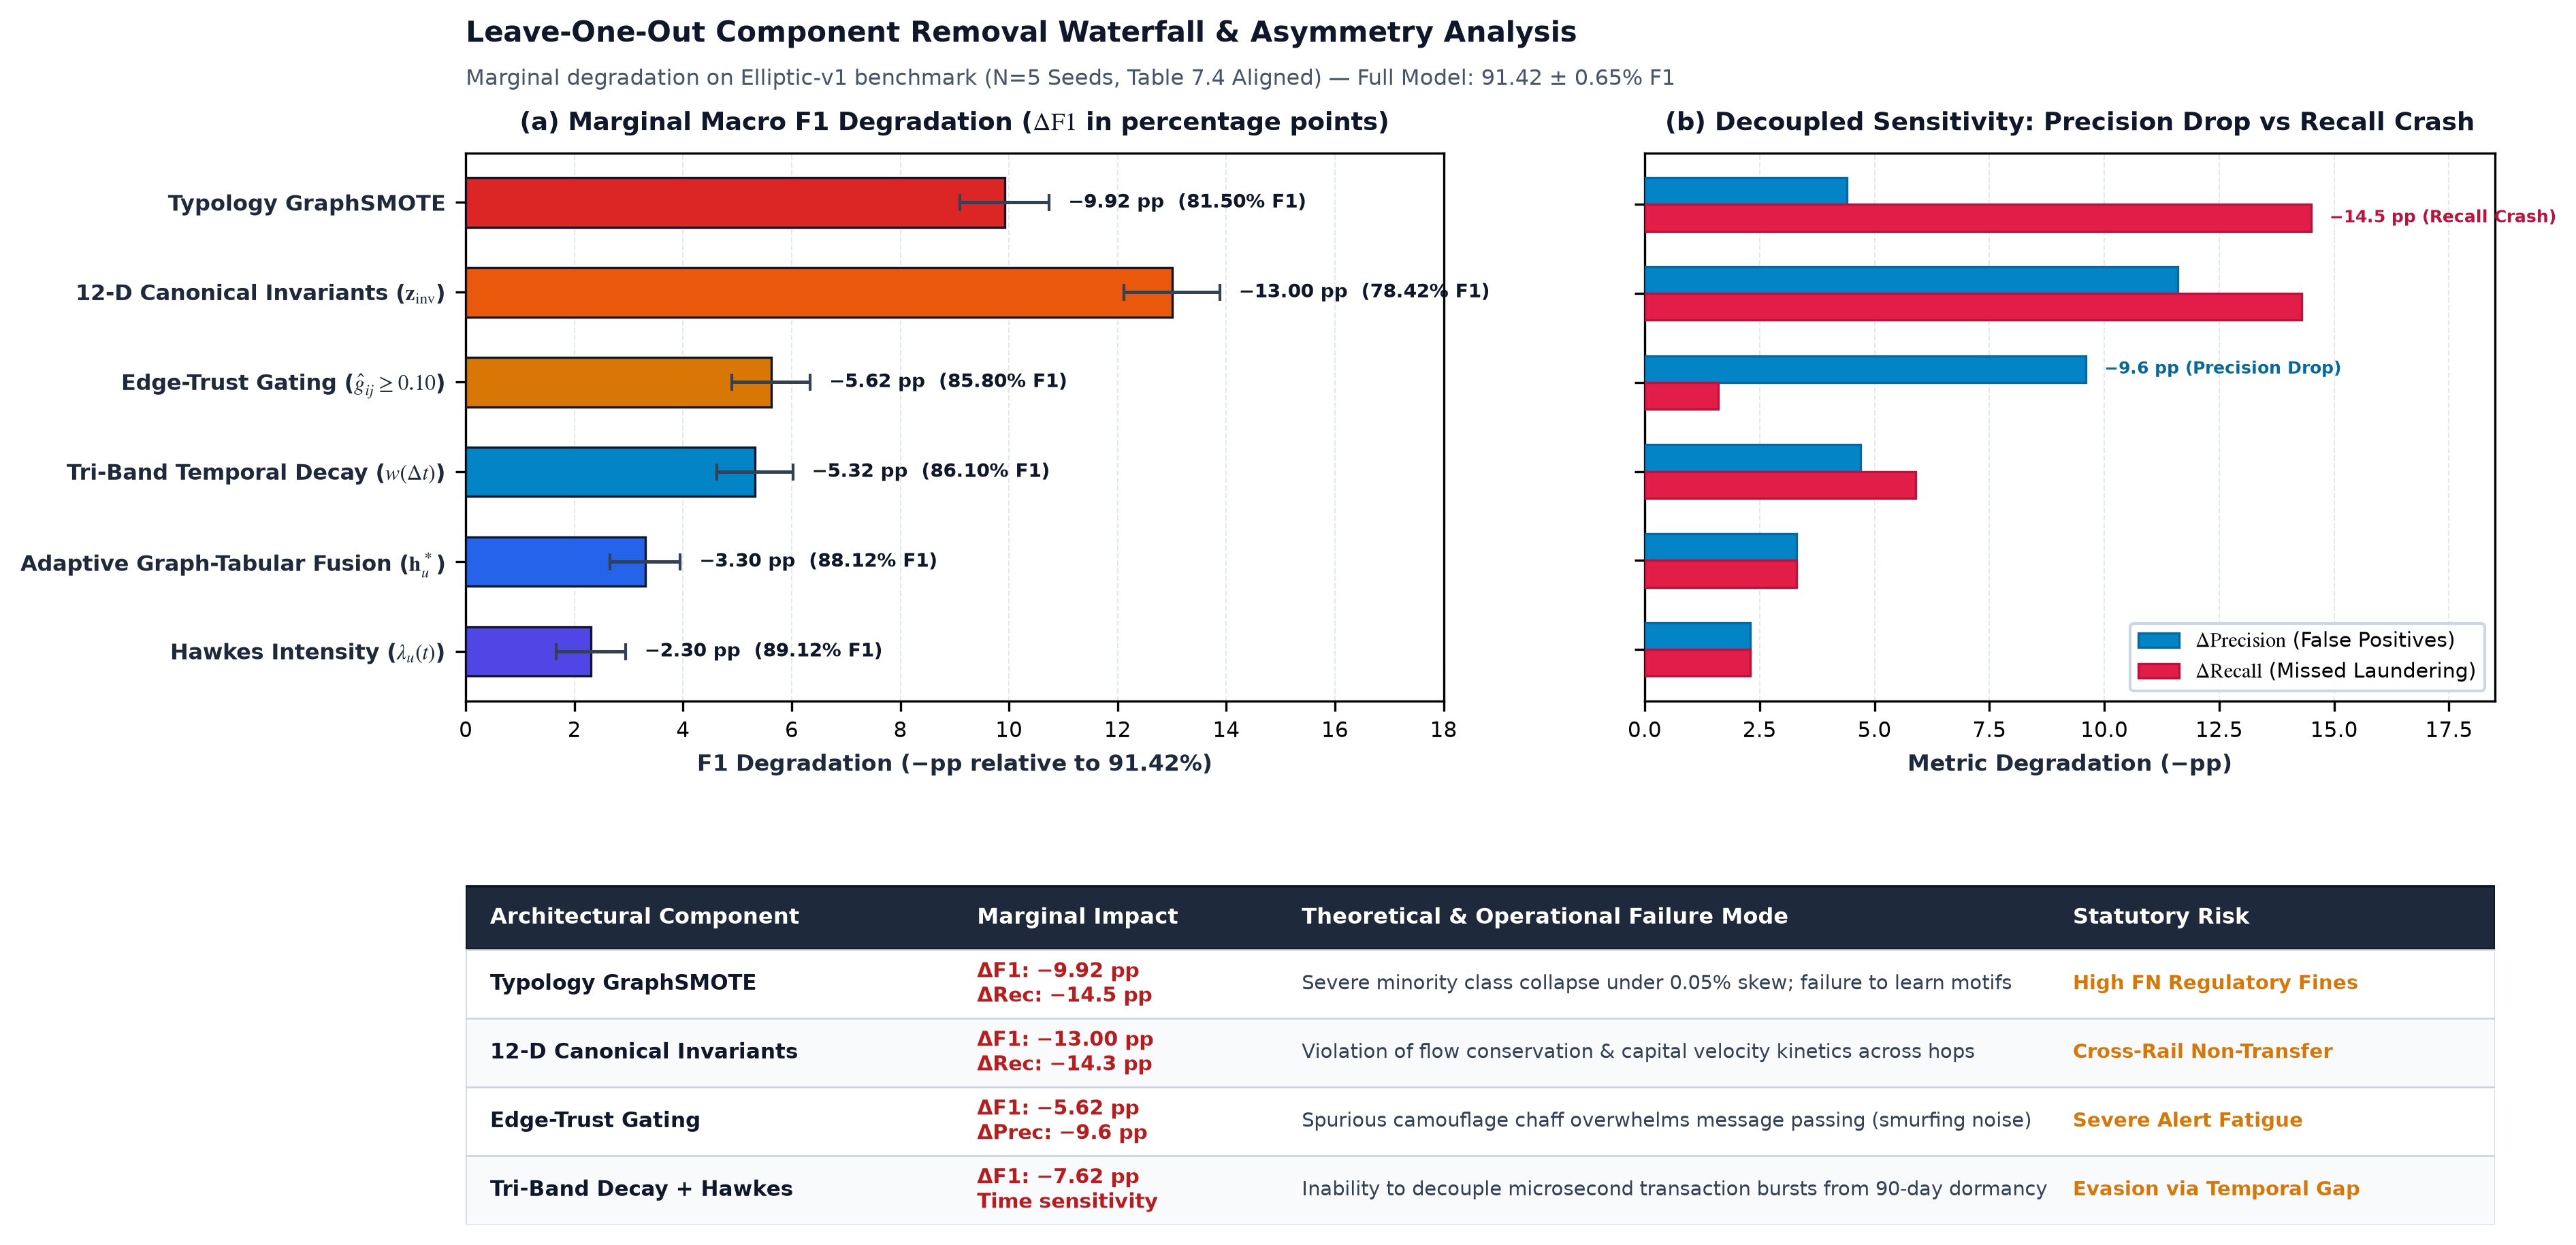 Leave-One-Out Component Removal Waterfall & Asymmetry Analysis
Marginal degradation on Elliptic-v1 benchmark (N=5 Seeds, Table 7.4 Aligned) — Full Model: 91.42 ± 0.65% F1
(a) Marginal Macro F1 Degradation (ΔF1 in percentage points)
Typology GraphSMOTE
−9.92 pp (81.50% F1)
12-D Canonical Invariants (z_inv)
−13.00 pp (78.42% F1)
Edge-Trust Gating (ĝ_ij ≥ 0.10)
−5.62 pp (85.80% F1)
Tri-Band Temporal Decay (w(Δt))
−5.32 pp (86.10% F1)
Adaptive Graph-Tabular Fusion (h_u^*)
−3.30 pp (88.12% F1)
Hawkes Intensity (λ_u(t))
−2.30 pp (89.12% F1)
0 2 4 6 8 10 12 14 16 18
F1 Degradation (−pp relative to 91.42%)
(b) Decoupled Sensitivity: Precision Drop vs Recall Crash
−14.5 pp (Recall Crash)
−9.6 pp (Precision Drop)
ΔPrecision (False Positives)
ΔRecall (Missed Laundering)
0.0 2.5 5.0 7.5 10.0 12.5 15.0 17.5
Metric Degradation (−pp)
Architectural Component Marginal Impact Theoretical & Operational Failure Mode Statutory Risk
Typology GraphSMOTE
ΔF1: −9.92 pp
ΔRec: −14.5 pp
Severe minority class collapse under 0.05% skew; failure to learn motifs
High FN Regulatory Fines
12-D Canonical Invariants
ΔF1: −13.00 pp
ΔRec: −14.3 pp
Violation of flow conservation & capital velocity kinetics across hops
Cross-Rail Non-Transfer
Edge-Trust Gating
ΔF1: −5.62 pp
ΔPrec: −9.6 pp
Spurious camouflage chaff overwhelms message passing (smurfing noise)
Severe Alert Fatigue
Tri-Band Decay + Hawkes
ΔF1: −7.62 pp
Time sensitivity
Inability to decouple microsecond transaction bursts from 90-day dormancy
Evasion via Temporal Gap